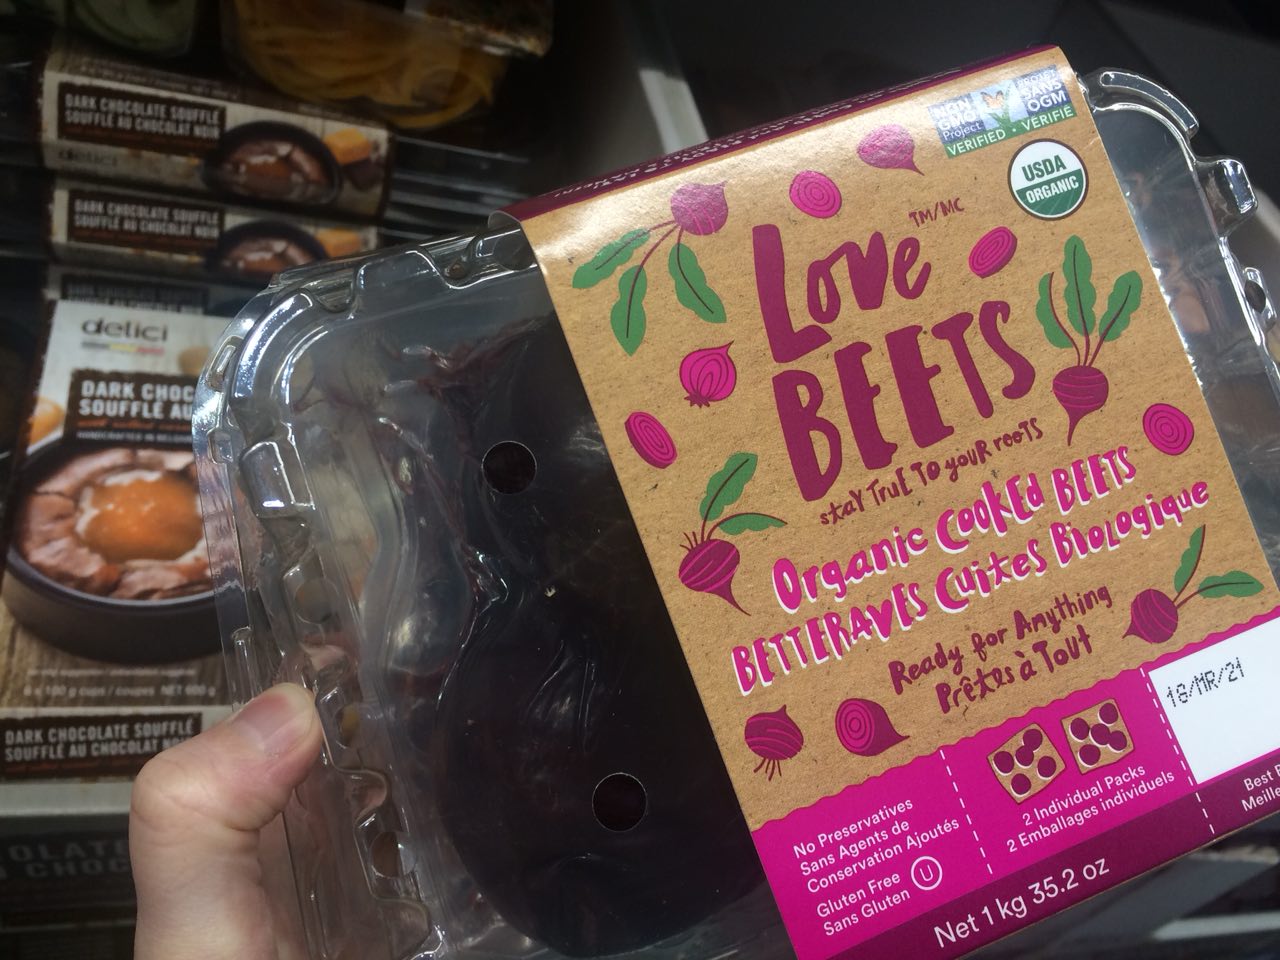 DARK CHOCOLATE SOUFFLÉ
SOUFFLÉ AU CHOCOLAT NOIR
delici
DARK CHOCOLATE SOUFFLÉ
SOUFFLÉ AU CHOCOLAT NOIR
delici
DARK CHOC
SOUFFLÉ AU
DARK CHOCOLATE SOUFFLÉ
SOUFFLÉ AU CHOCOLAT NOIR
NON
GMO
Project
VERIFIED
PROJET
SANS
OGM
VÉRIFIÉ
USDA
ORGANIC
Love TM/MC
BEETS
stay True To your roots
Organic Cooked BEETS
BETTERAVES Cuites Biologique
Ready for Anything
Prêtes à Tout
No Preservatives
Sans Agents de
Conservation Ajoutés
Gluten Free
Sans Gluten
U
2 Individual Packs
2 Emballages individuels
Net 1 kg 35.2 oz
18/MR/21
Best
Meille